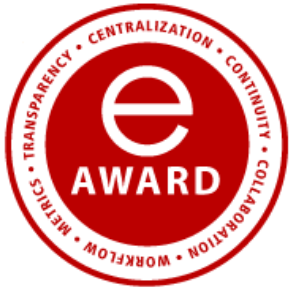 • CENTRALIZATION • CONTINUITY • COLLABORATION • WORKFLOW • METRICS • TRANSPARENCY
e
AWARD